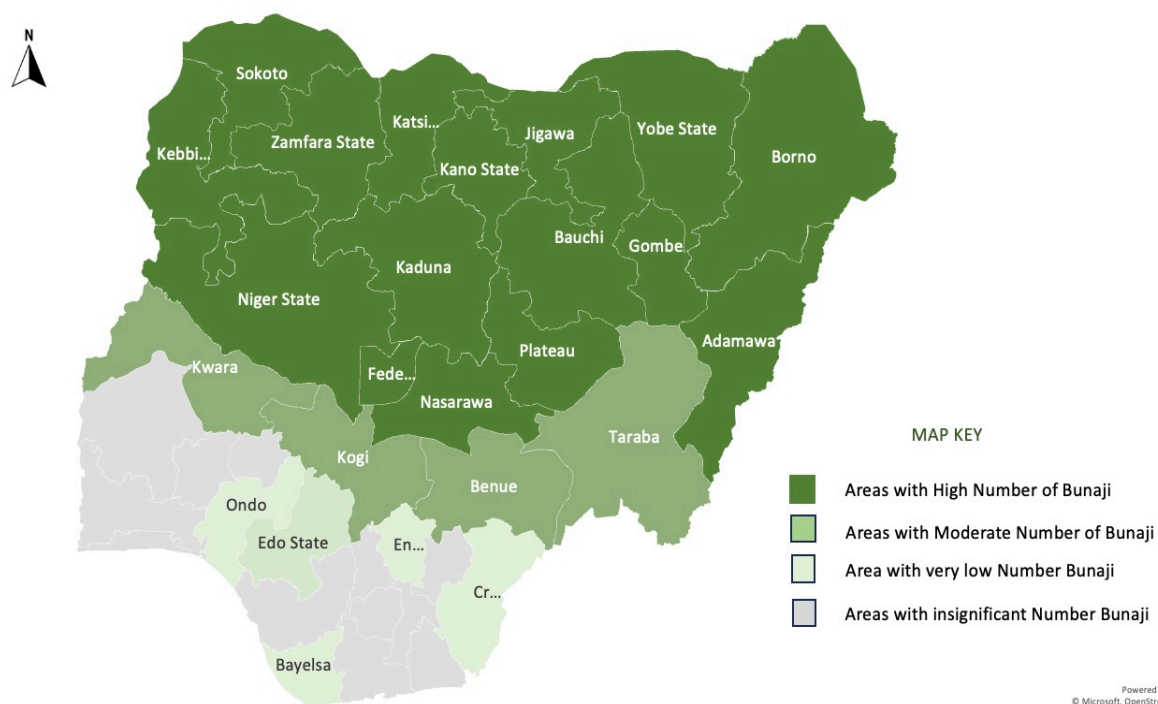 N
Sokoto
Katsi...
Zamfara State
Jigawa
Yobe State
Kebbi...
Kano State
Borno
Bauchi
Gombe
Kaduna
Niger State
Adamawa
Plateau
Kwara
Fede...
Nasarawa
Taraba
Kogi
Benue
Ondo
Edo State
En...
Cr...
Bayelsa
MAP KEY
Areas with High Number of Bunaji
Areas with Moderate Number of Bunaji
Area with very low Number Bunaji
Areas with insignificant Number Bunaji
Powered
© Microsoft, OpenStre